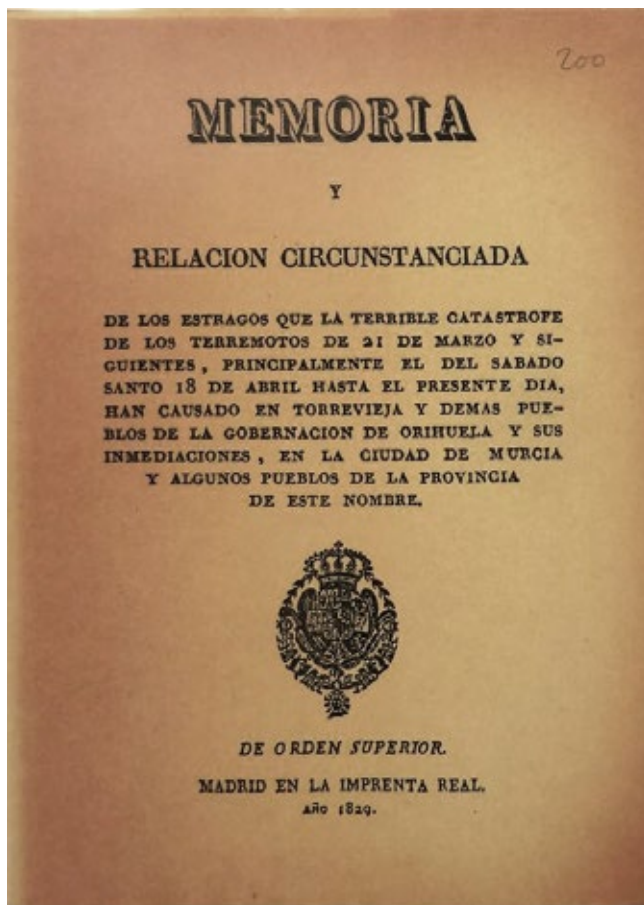 200
MEMORIA
Y
RELACION CIRCUNSTANCIADA
DE LOS ESTRAGOS QUE LA TERRIBLE CATASTROFE
DE LOS TERREMOTOS DE 21 DE MARZO Y SI-
GUIENTES, PRINCIPALMENTE EL DEL SABADO
SANTO 18 DE ABRIL HASTA EL PRESENTE DIA,
HAN CAUSADO EN TORREVIEJA Y DEMAS PUE-
BLOS DE LA GOBERNACION DE ORIHUELA Y SUS
INMEDIACIONES, EN LA CIUDAD DE MURCIA
Y ALGUNOS PUEBLOS DE LA PROVINCIA
DE ESTE NOMBRE.
DE ORDEN SUPERIOR.
MADRID EN LA IMPRENTA REAL.
AÑO 1829.